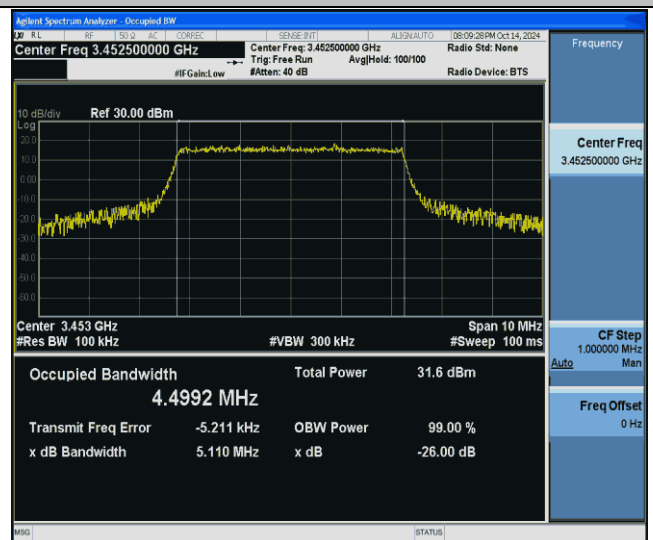 Agilent Spectrum Analyzer - Occupied BW
RL RF 50 Ω AC CORREC SENSE:INT ALIGNAUTO 08:09:28PM Oct 14, 2024
Center Freq 3.452500000 GHz Center Freq: 3.452500000 GHz Radio Std: None
Trig: Free Run Avg|Hold: 100/100
#IFGain:Low #Atten: 40 dB Radio Device: BTS
Frequency
10 dB/div Ref 30.00 dBm
Log
20.0
10.0
0.00
-10.0
-20.0
-30.0
-40.0
-50.0
-60.0
Center Freq
3.452500000 GHz
Center 3.453 GHz Span 10 MHz
#Res BW 100 kHz #VBW 300 kHz #Sweep 100 ms
CF Step
1.000000 MHz
Auto Man
Occupied Bandwidth Total Power 31.6 dBm
4.4992 MHz
Transmit Freq Error -5.211 kHz OBW Power 99.00 %
x dB Bandwidth 5.110 MHz x dB -26.00 dB
Freq Offset
0 Hz
MSG STATUS